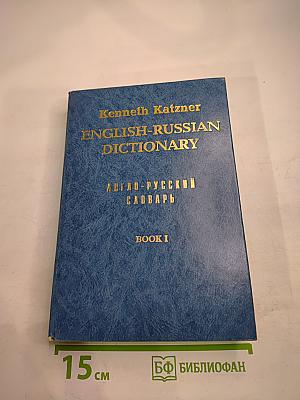 Kenneth Katzner
ENGLISH-RUSSIAN
DICTIONARY
АНГЛО-РУССКИЙ
СЛОВАРЬ
BOOK I
15 см
БФ БИБЛИОФАН